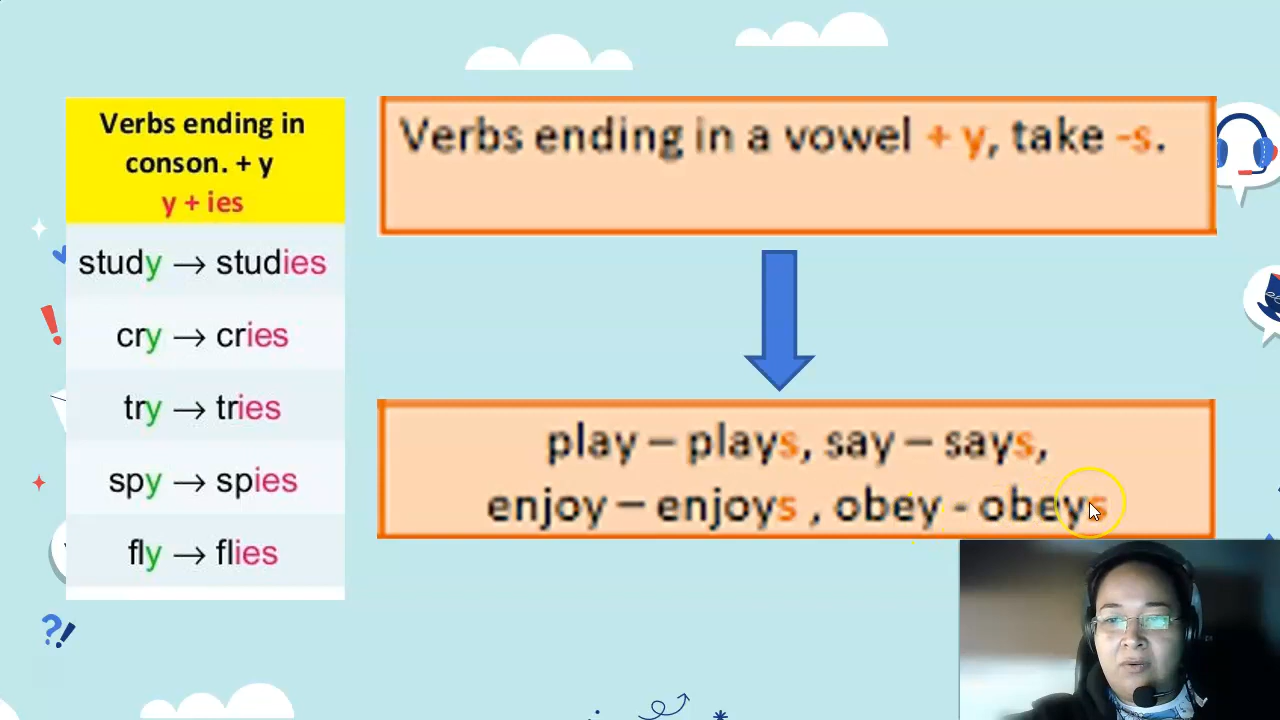 Verbs ending in
conson. + y
y + ies
study → studies
cry → cries
try → tries
spy → spies
fly → flies
Verbs ending in a vowel + y, take -s.
play – plays, say – says,
enjoy – enjoys , obey - obeys